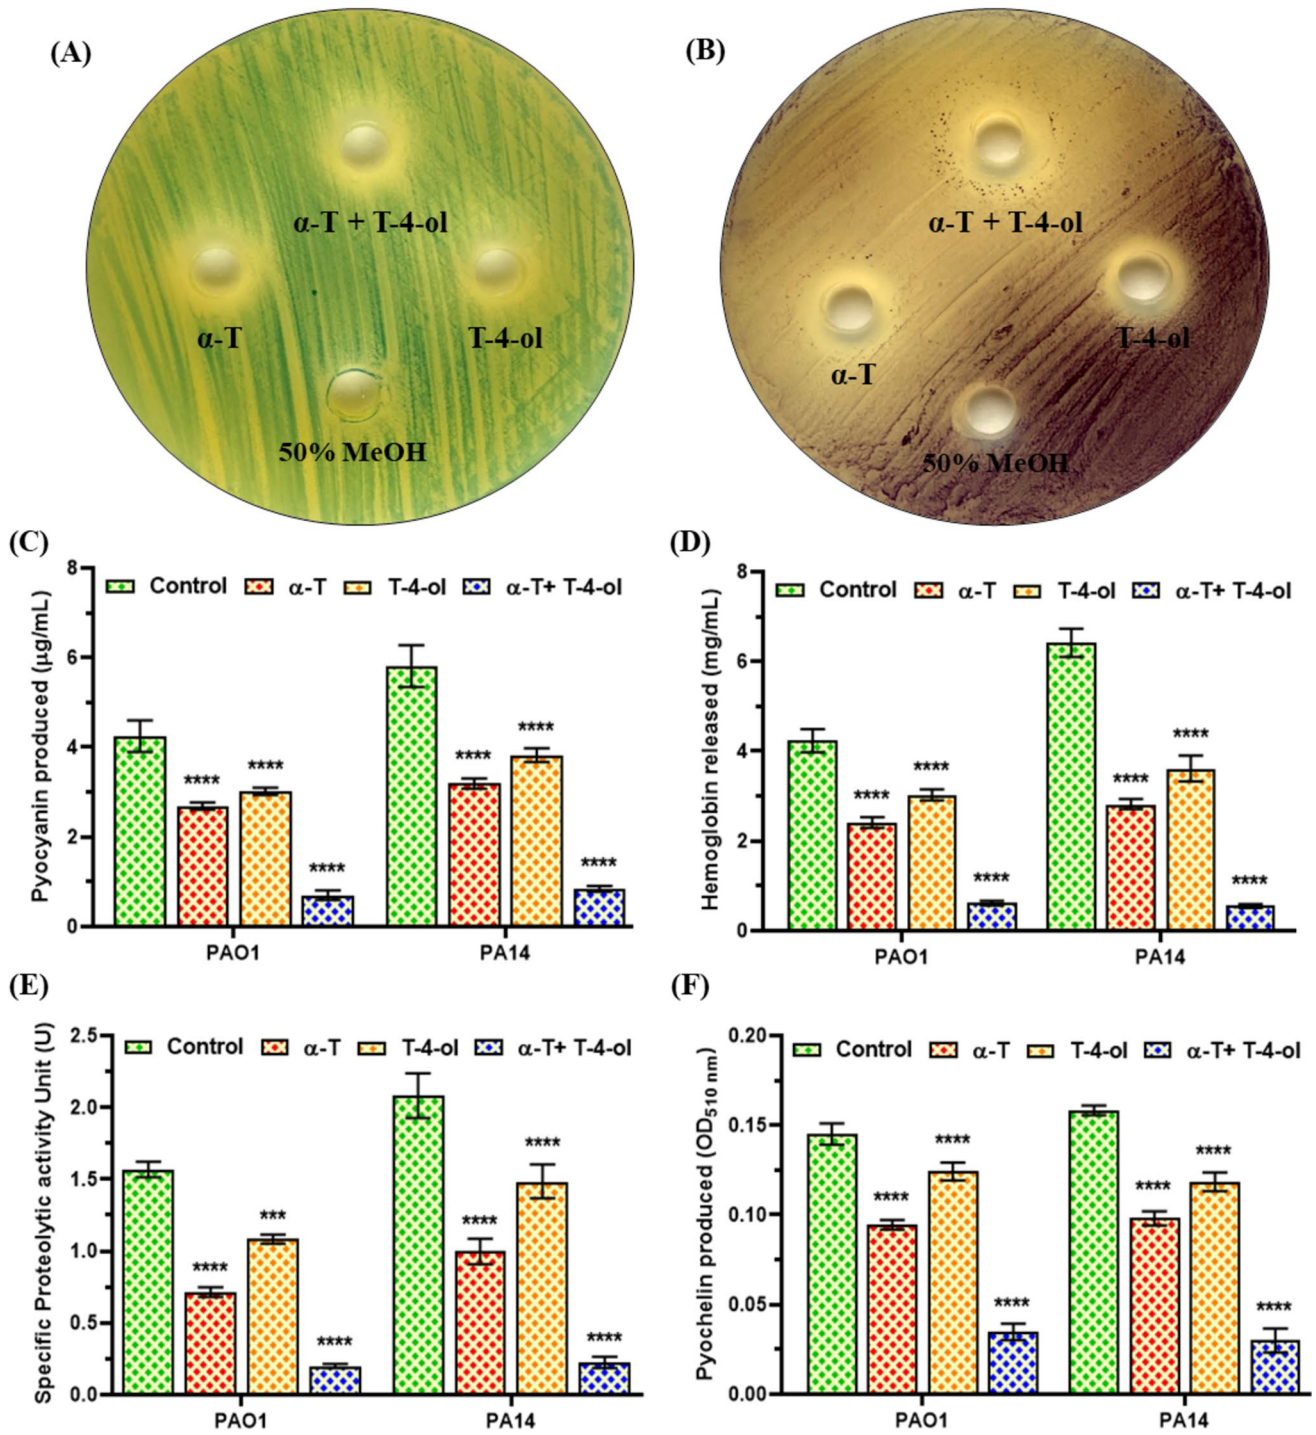 (A)
α-T + T-4-ol
α-T
T-4-ol
50% MeOH
(B)
α-T + T-4-ol
T-4-ol
α-T
50% MeOH
(C)
Pyocyanin produced (µg/mL)
8
6
4
2
0
Control
α-T
T-4-ol
α-T+ T-4-ol
****
****
****
****
****
****
PAO1
PA14
(D)
Hemoglobin released (mg/mL)
8
6
4
2
0
Control
α-T
T-4-ol
α-T+ T-4-ol
****
****
****
****
****
****
PAO1
PA14
(E)
Specific Proteolytic activity Unit (U)
2.5
2.0
1.5
1.0
0.5
0.0
Control
α-T
T-4-ol
α-T+ T-4-ol
****
***
****
****
****
****
PAO1
PA14
(F)
Pyochelin produced (OD510 nm)
0.20
0.15
0.10
0.05
0.00
Control
α-T
T-4-ol
α-T+ T-4-ol
****
****
****
****
****
****
PAO1
PA14